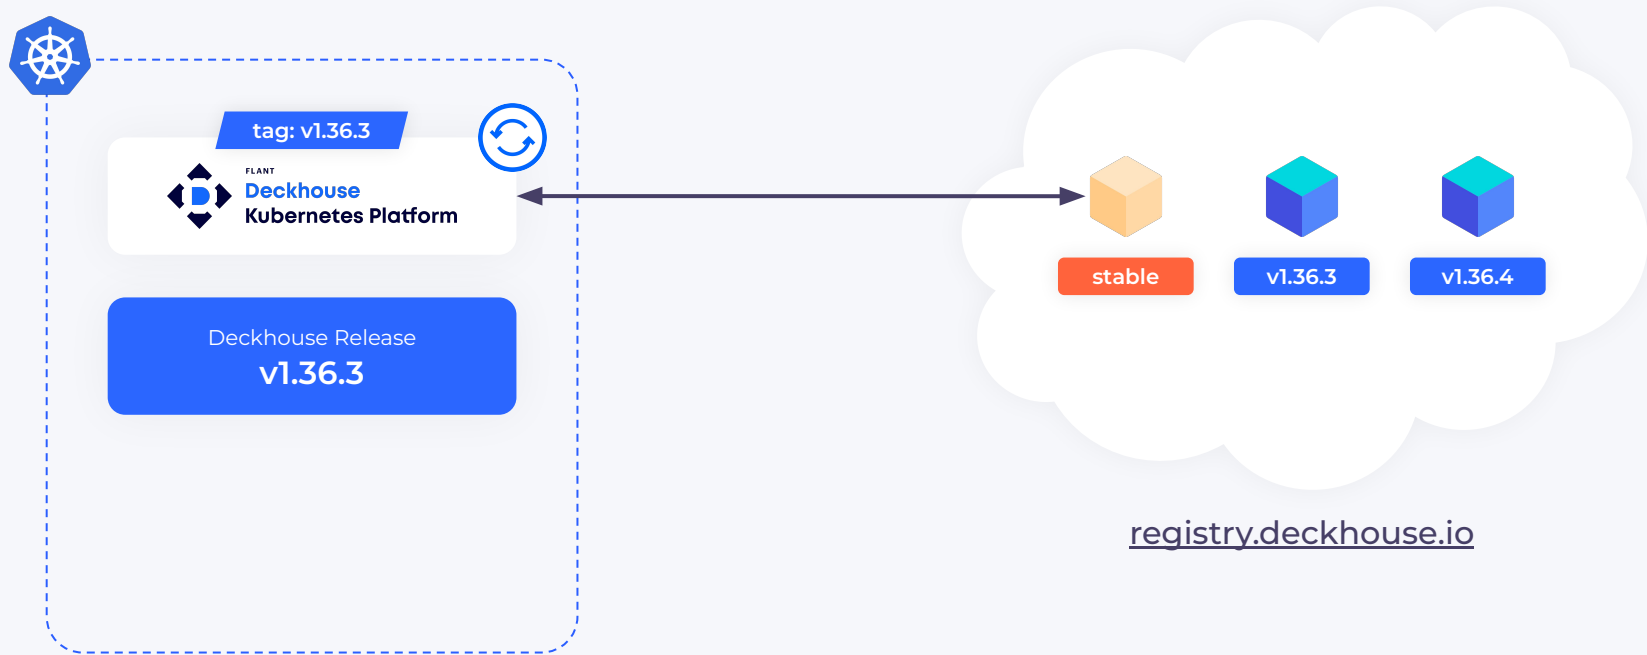 tag: v1.36.3
FLANT
Deckhouse
Kubernetes Platform
Deckhouse Release
v1.36.3
stable
v1.36.3
v1.36.4
registry.deckhouse.io